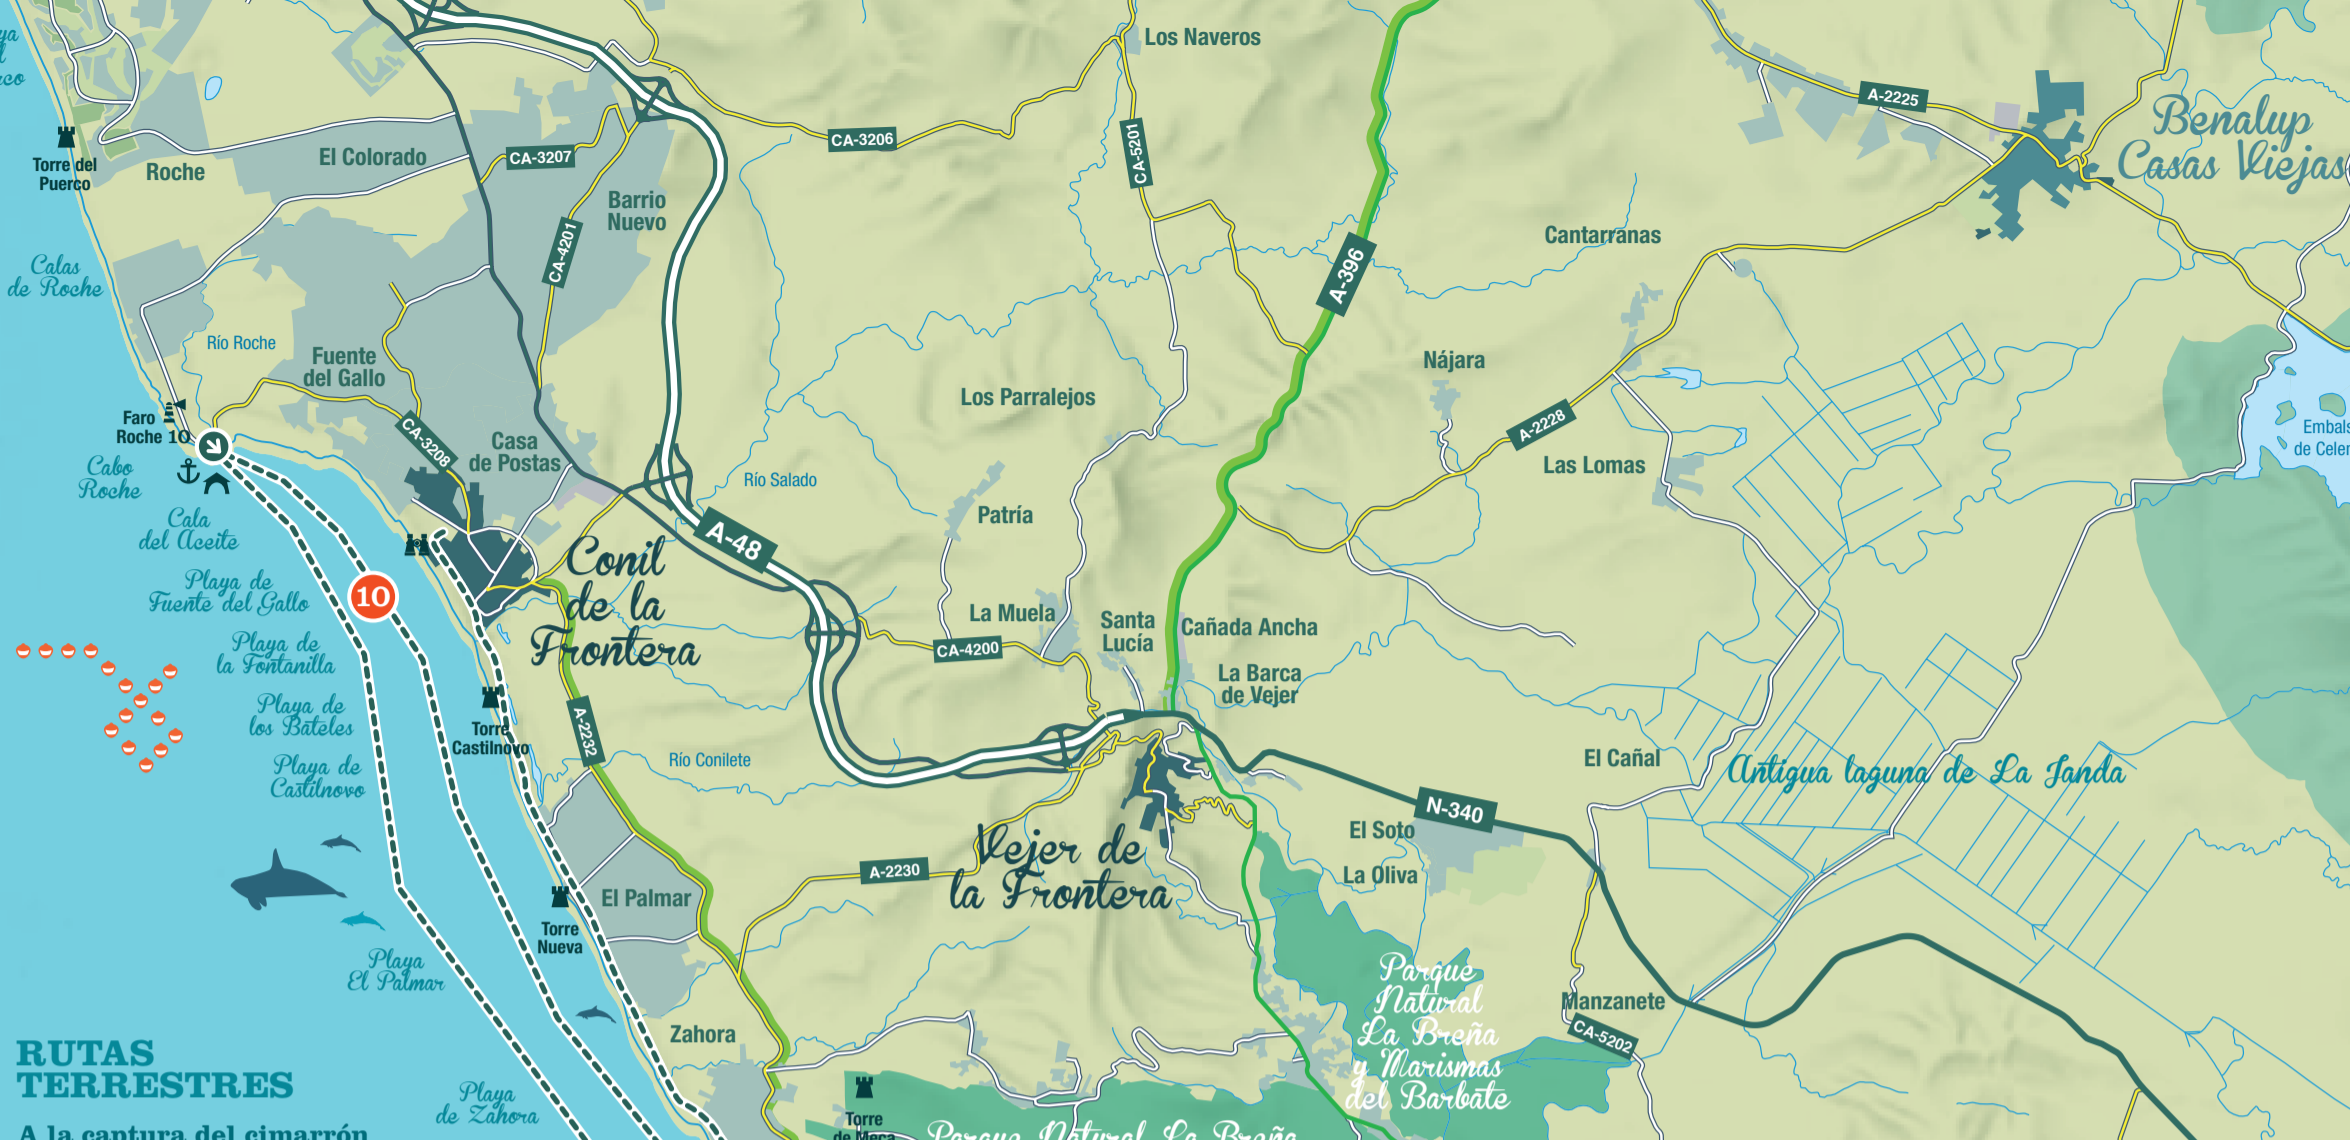 Los Naveros
A-2225
Benalup
Casas Viejas
CA-3206
CA-5201
CA-3207
El Colorado
Torre del
Puerco
Roche
Barrio
Nuevo
CA-4201
Cantarranas
A-396
Calas
de Roche
Río Roche
Fuente
del Gallo
Nájara
Los Parralejos
Faro
Roche 10
CA-3208
Casa
de Postas
A-2228
Las Lomas
Cabo
Roche
Río Salado
Patría
Cala
del Aceite
A-48
Conil
de la
Frontera
Playa de
Fuente del Gallo
10
La Muela
Santa
Lucía
Cañada Ancha
CA-4200
Playa de
la Fontanilla
La Barca
de Vejer
Playa de
los Bateles
Torre
Castilnovo
A-2232
Río Conilete
El Cañal
Antigua laguna de La Janda
Playa de
Castilnovo
N-340
El Soto
La Oliva
Vejer de
la Frontera
A-2230
El Palmar
Torre
Nueva
Playa
El Palmar
Parque
Natural
La Breña
y Marismas
del Barbate
Manzanete
CA-5202
Zahora
RUTAS
TERRESTRES
Playa
de Zahora
Torre
de Meca
A la captura del cimarrón
Parque Natural La Breña